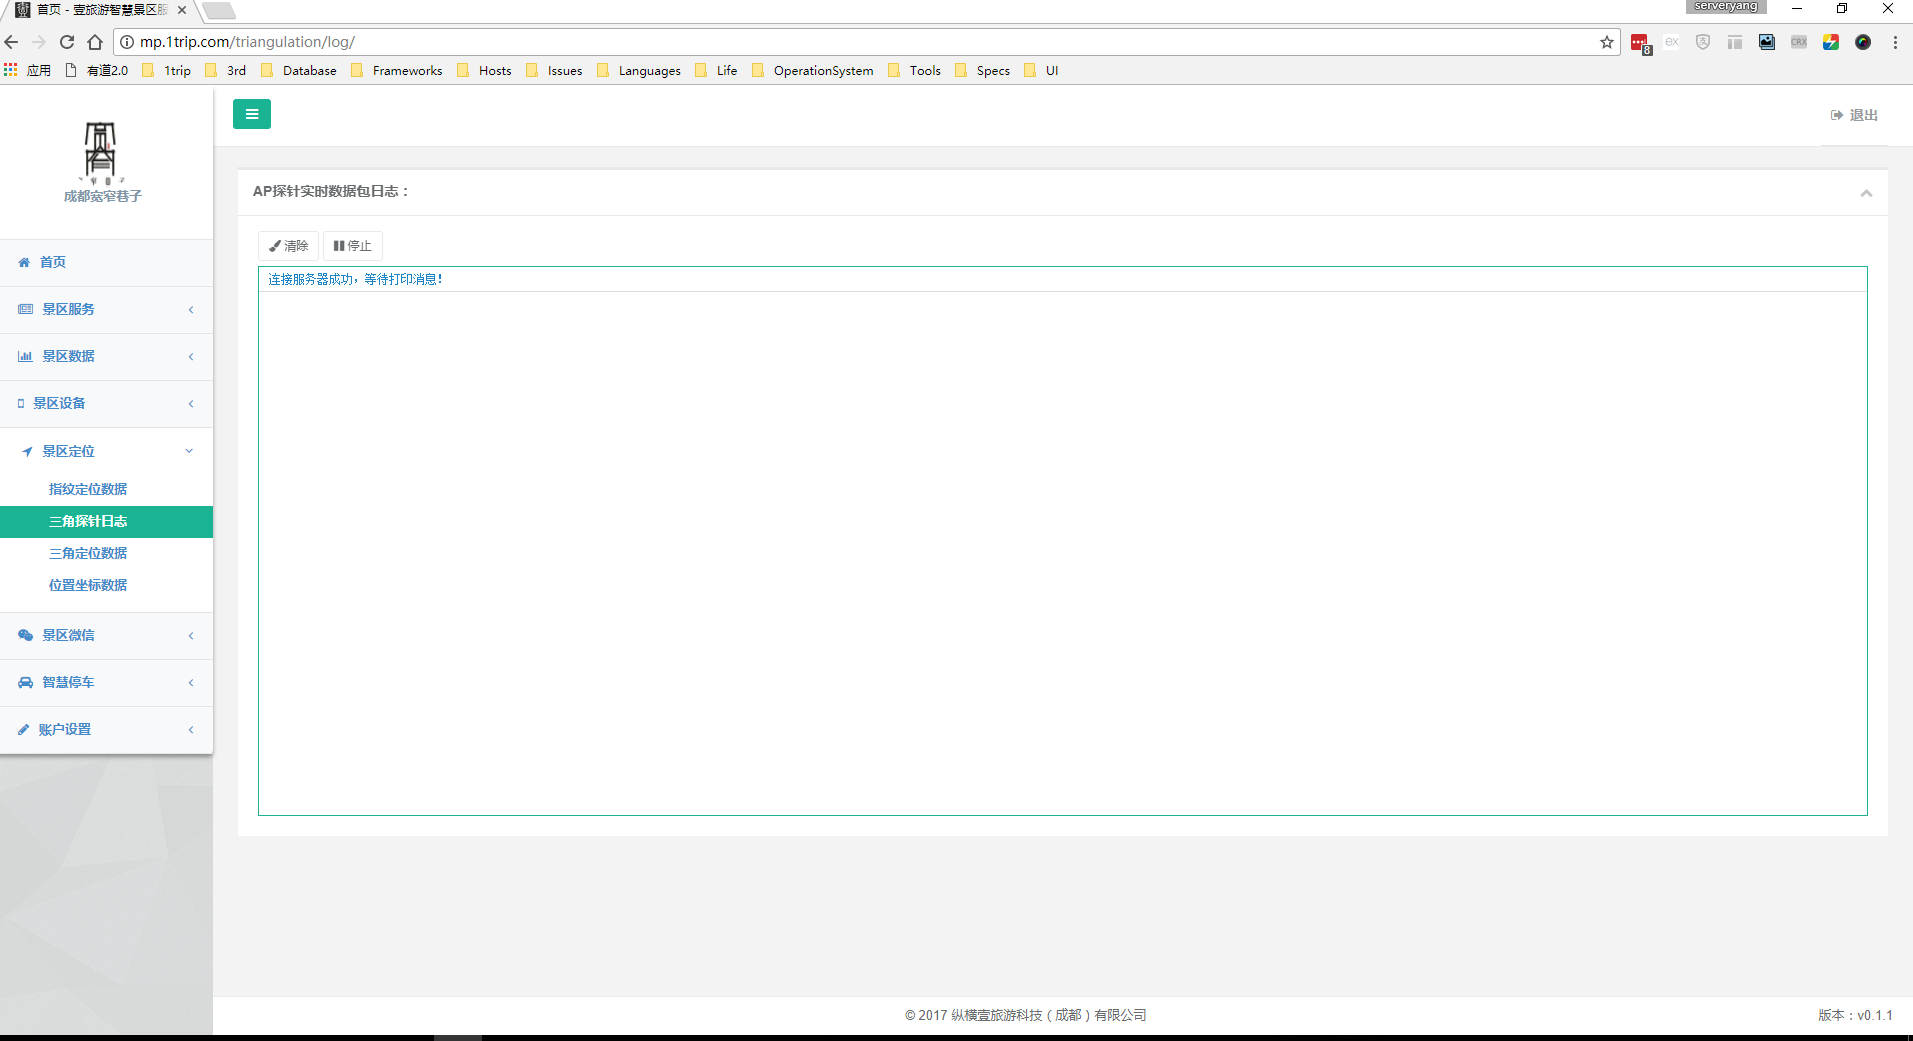 首页 - 壹旅游智慧景区服
serveryang
mp.1trip.com/triangulation/log/
8
ex
CRX
应用
有道2.0
1trip
3rd
Database
Frameworks
Hosts
Issues
Languages
Life
OperationSystem
Tools
Specs
UI
成都宽窄巷子
首页
景区服务
景区数据
景区设备
景区定位
指纹定位数据
三角探针日志
三角定位数据
位置坐标数据
景区微信
智慧停车
账户设置
退出
AP探针实时数据包日志：
清除
停止
连接服务器成功，等待打印消息！
© 2017 纵横壹旅游科技（成都）有限公司
版本：v0.1.1